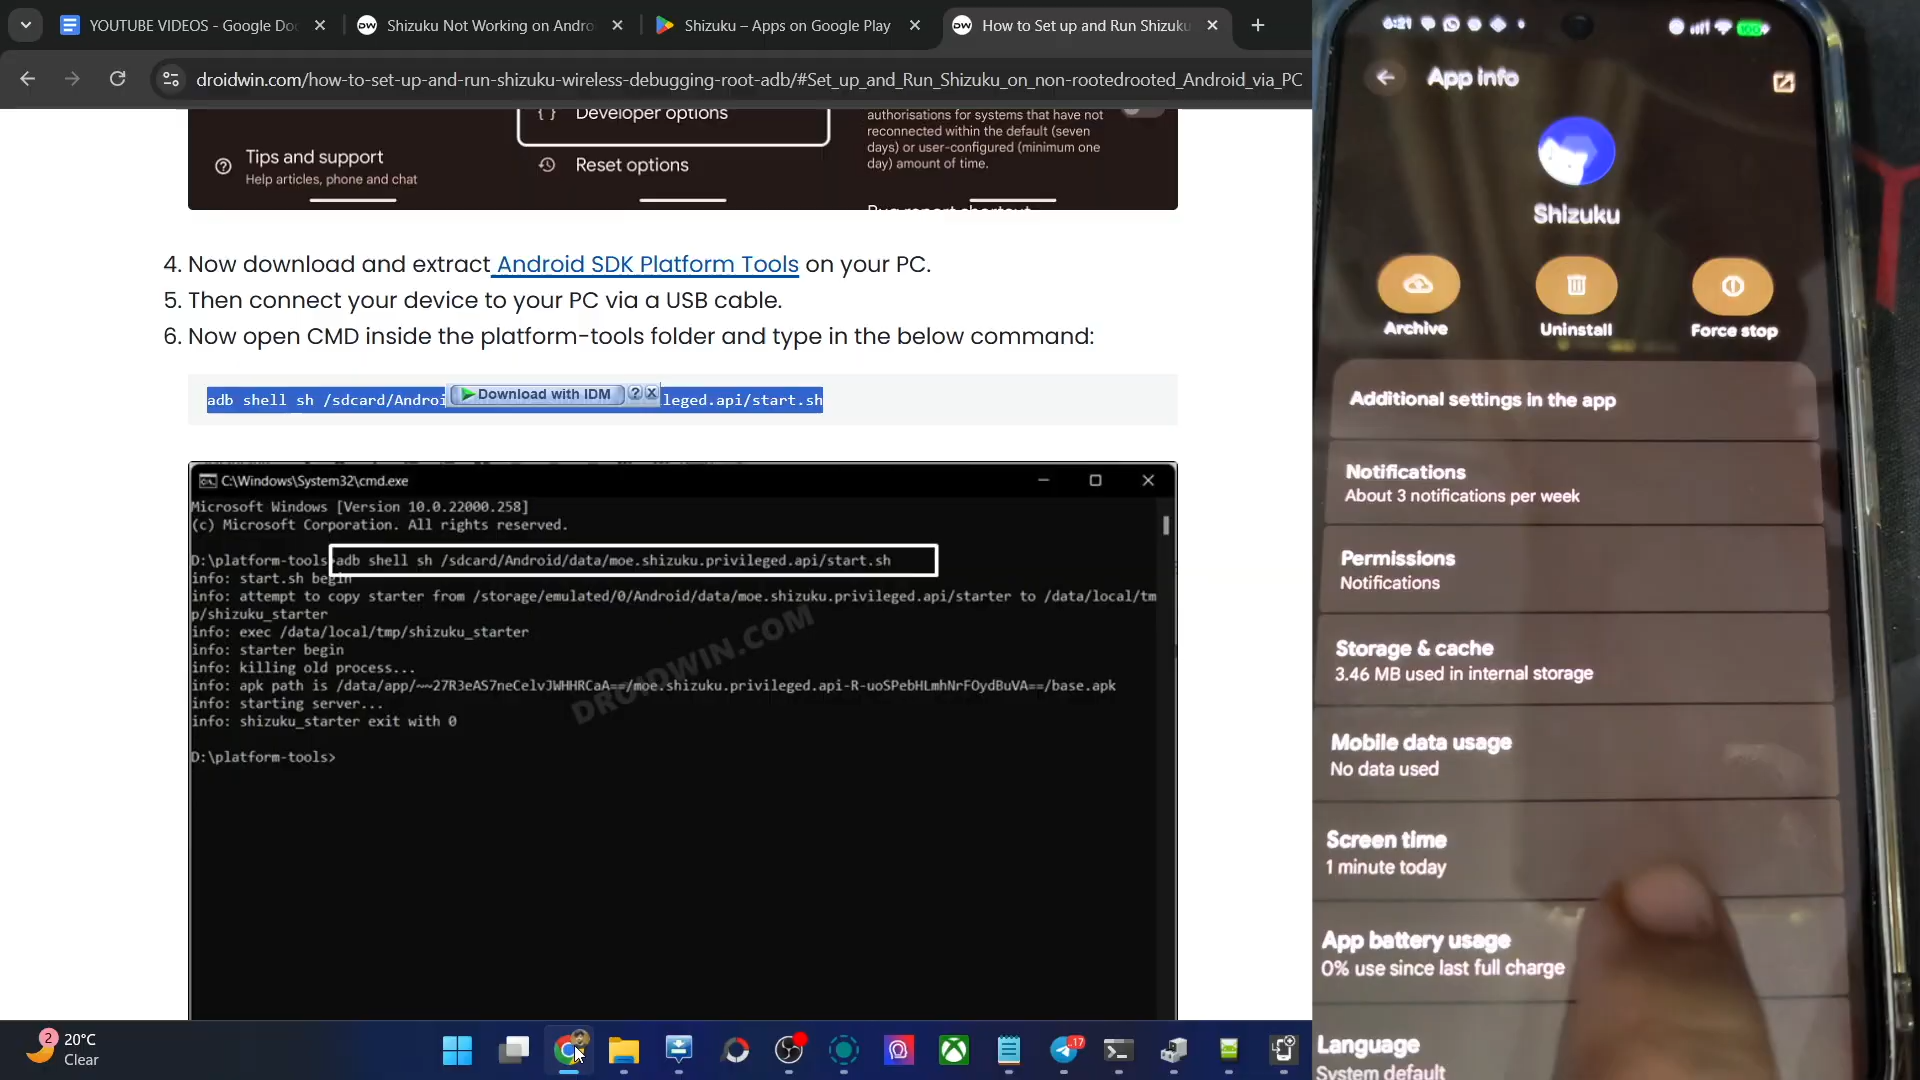 YOUTUBE VIDEOS - Google Do
Shizuku Not Working on Andro
Shizuku – Apps on Google Play
How to Set up and Run Shizuku
droidwin.com/how-to-set-up-and-run-shizuku-wireless-debugging-root-adb/#Set_up_and_Run_Shizuku_on_non-rootedrooted_Android_via_PC
Tips and support
Help articles, phone and chat
Developer options
Reset options
authorisations for systems that have not
reconnected within the default (seven
days) or user-configured (minimum one
day) amount of time.
4. Now download and extract Android SDK Platform Tools on your PC.
5. Then connect your device to your PC via a USB cable.
6. Now open CMD inside the platform-tools folder and type in the below command:
adb shell sh /sdcard/Androi Download with IDM ? x leged.api/start.sh
C:\Windows\System32\cmd.exe
Microsoft Windows [Version 10.0.22000.258]
(c) Microsoft Corporation. All rights reserved.
D:\platform-tools>adb shell sh /sdcard/Android/data/moe.shizuku.privileged.api/start.sh
info: start.sh begin
info: attempt to copy starter from /storage/emulated/0/Android/data/moe.shizuku.privileged.api/starter to /data/local/tm
p/shizuku_starter
info: exec /data/local/tmp/shizuku_starter
info: starter begin
info: killing old process...
info: apk path is /data/app/~~27R3eAS7neCelvJWHHRCaA==/moe.shizuku.privileged.api-R-uoSPebHLmhNrFOydBuVA==/base.apk
info: starting server...
info: shizuku_starter exit with 0
D:\platform-tools>
DROIDWIN.COM
2
20°C
Clear
17
6:21
100
App info
Shizuku
Archive
Uninstall
Force stop
Additional settings in the app
Notifications
About 3 notifications per week
Permissions
Notifications
Storage & cache
3.46 MB used in internal storage
Mobile data usage
No data used
Screen time
1 minute today
App battery usage
0% use since last full charge
Language
System default